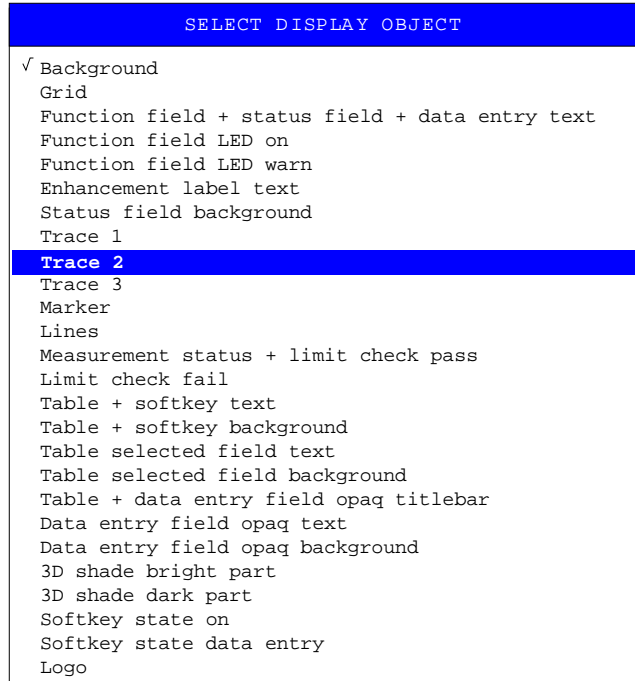 SELECT DISPLAY OBJECT
√ Background
Grid
Function field + status field + data entry text
Function field LED on
Function field LED warn
Enhancement label text
Status field background
Trace 1
Trace 2
Trace 3
Marker
Lines
Measurement status + limit check pass
Limit check fail
Table + softkey text
Table + softkey background
Table selected field text
Table selected field background
Table + data entry field opaq titlebar
Data entry field opaq text
Data entry field opaq background
3D shade bright part
3D shade dark part
Softkey state on
Softkey state data entry
Logo